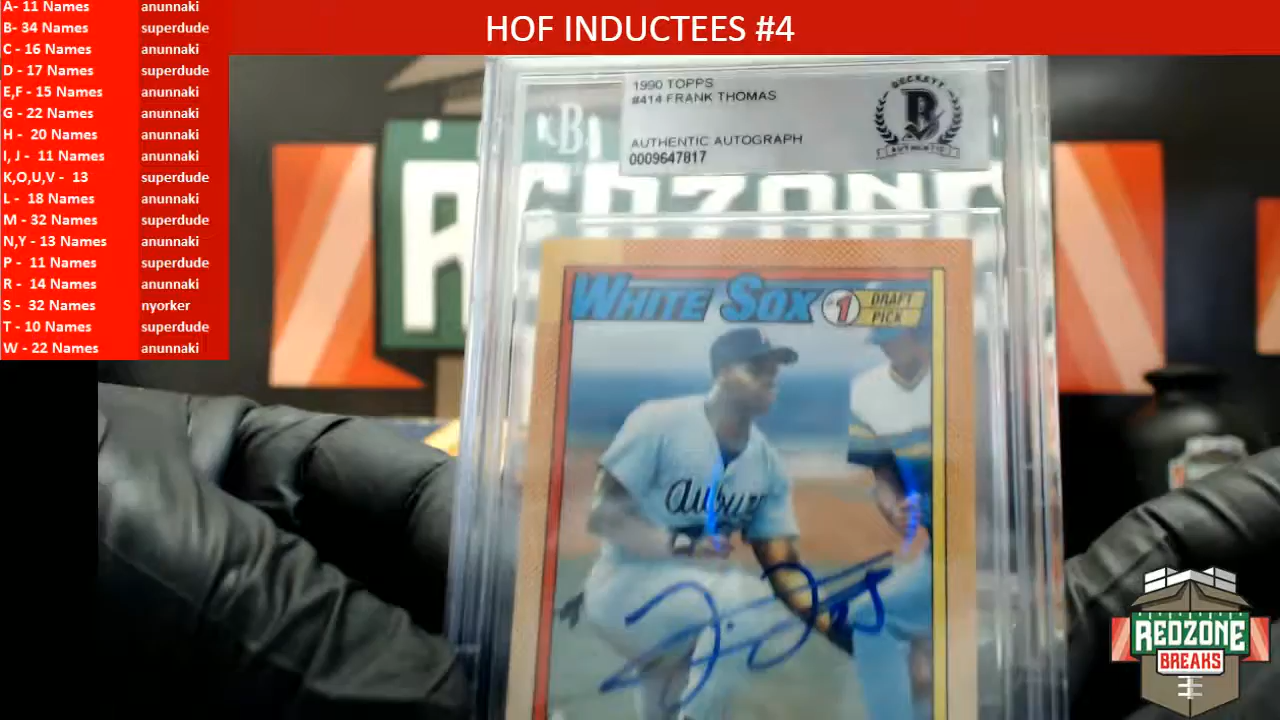 HOF INDUCTEES #4
A- 11 Names anunnaki
B- 34 Names superdude
C - 16 Names anunnaki
D - 17 Names superdude
E,F - 15 Names anunnaki
G - 22 Names anunnaki
H - 20 Names anunnaki
I, J - 11 Names anunnaki
K,O,U,V - 13 superdude
L - 18 Names anunnaki
M - 32 Names superdude
N,Y - 13 Names anunnaki
P - 11 Names superdude
R - 14 Names anunnaki
S - 32 Names nyorker
T - 10 Names superdude
W - 22 Names anunnaki
1990 TOPPS
#414 FRANK THOMAS
AUTHENTIC AUTOGRAPH
0009647817
BECKETT
B
AUTHENTIC
REDZONE
WHITE SOX
#1 DRAFT
PICK
Auburn
REDZONE
BREAKS